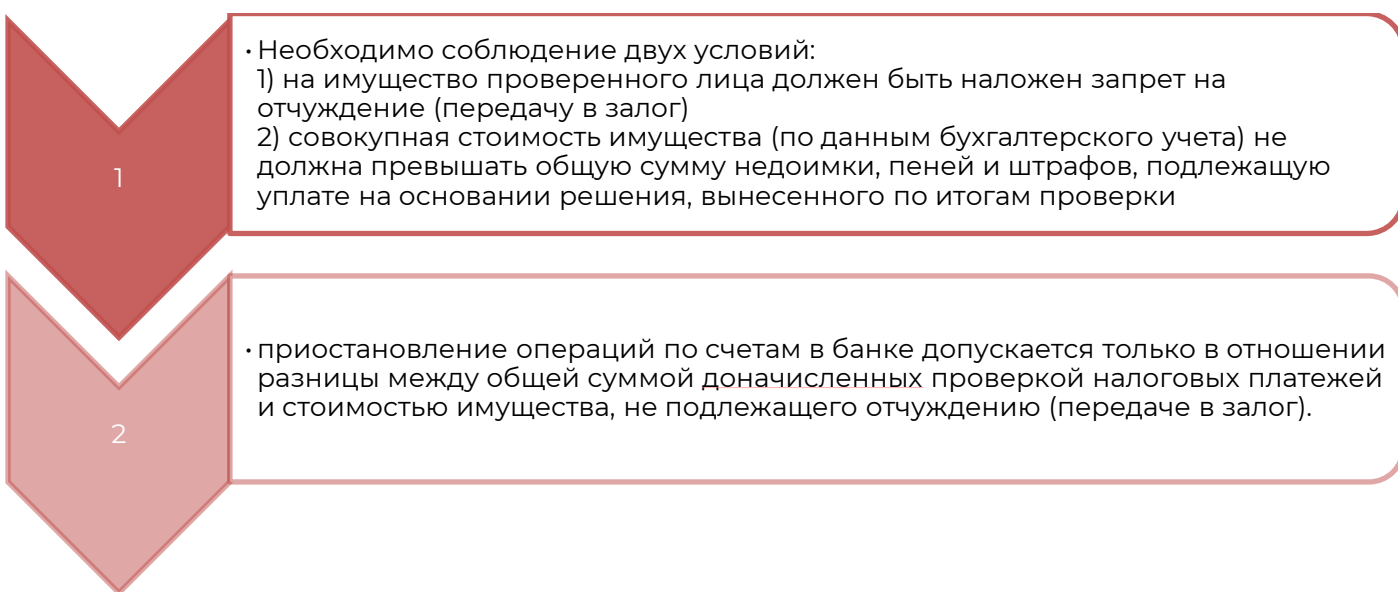 1
· Необходимо соблюдение двух условий:
1) на имущество проверенного лица должен быть наложен запрет на
отчуждение (передачу в залог)
2) совокупная стоимость имущества (по данным бухгалтерского учета) не
должна превышать общую сумму недоимки, пеней и штрафов, подлежащую
уплате на основании решения, вынесенного по итогам проверки
2
· приостановление операций по счетам в банке допускается только в отношении
разницы между общей суммой доначисленных проверкой налоговых платежей
и стоимостью имущества, не подлежащего отчуждению (передаче в залог).